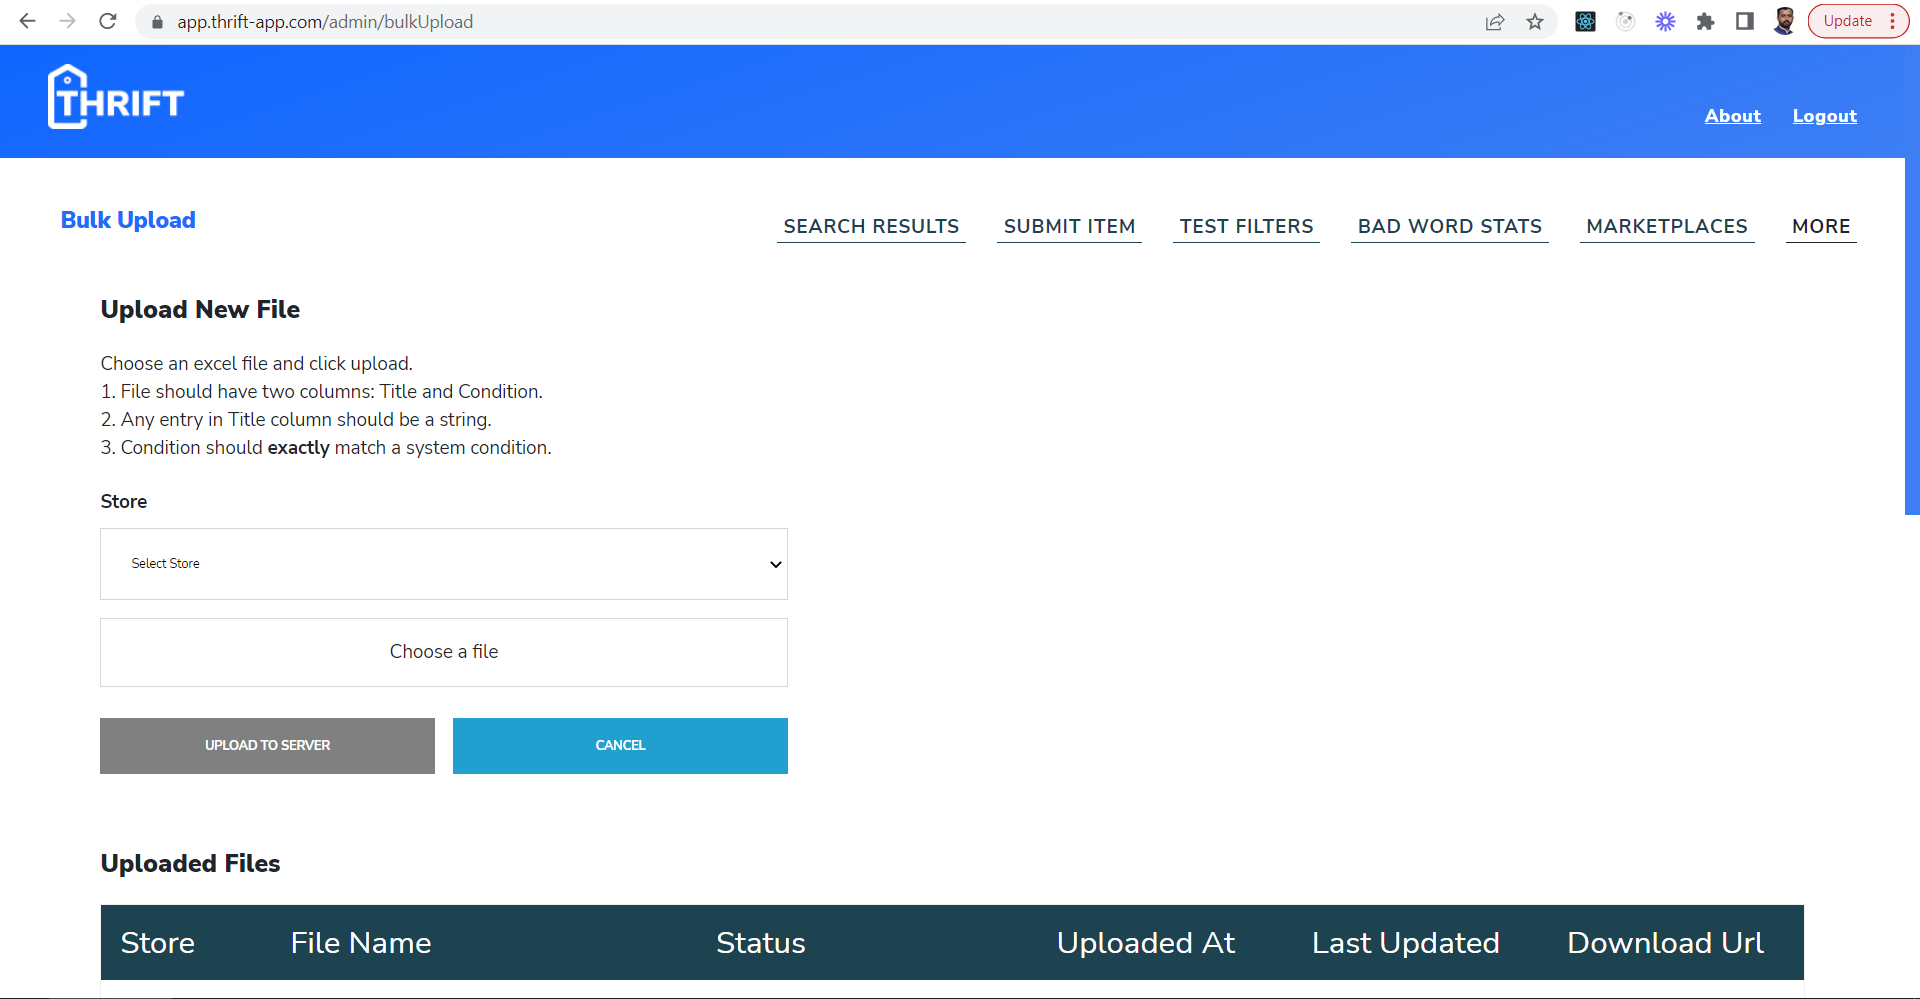 app.thrift-app.com/admin/bulkUpload
Update
THRIFT
About
Logout
Bulk Upload
SEARCH RESULTS
SUBMIT ITEM
TEST FILTERS
BAD WORD STATS
MARKETPLACES
MORE
Upload New File
Choose an excel file and click upload.
1. File should have two columns: Title and Condition.
2. Any entry in Title column should be a string.
3. Condition should exactly match a system condition.
Store
Select Store
Choose a file
UPLOAD TO SERVER
CANCEL
Uploaded Files
Store
File Name
Status
Uploaded At
Last Updated
Download Url